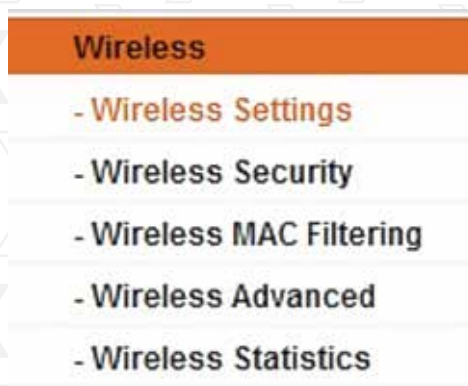 Wireless
- Wireless Settings
- Wireless Security
- Wireless MAC Filtering
- Wireless Advanced
- Wireless Statistics